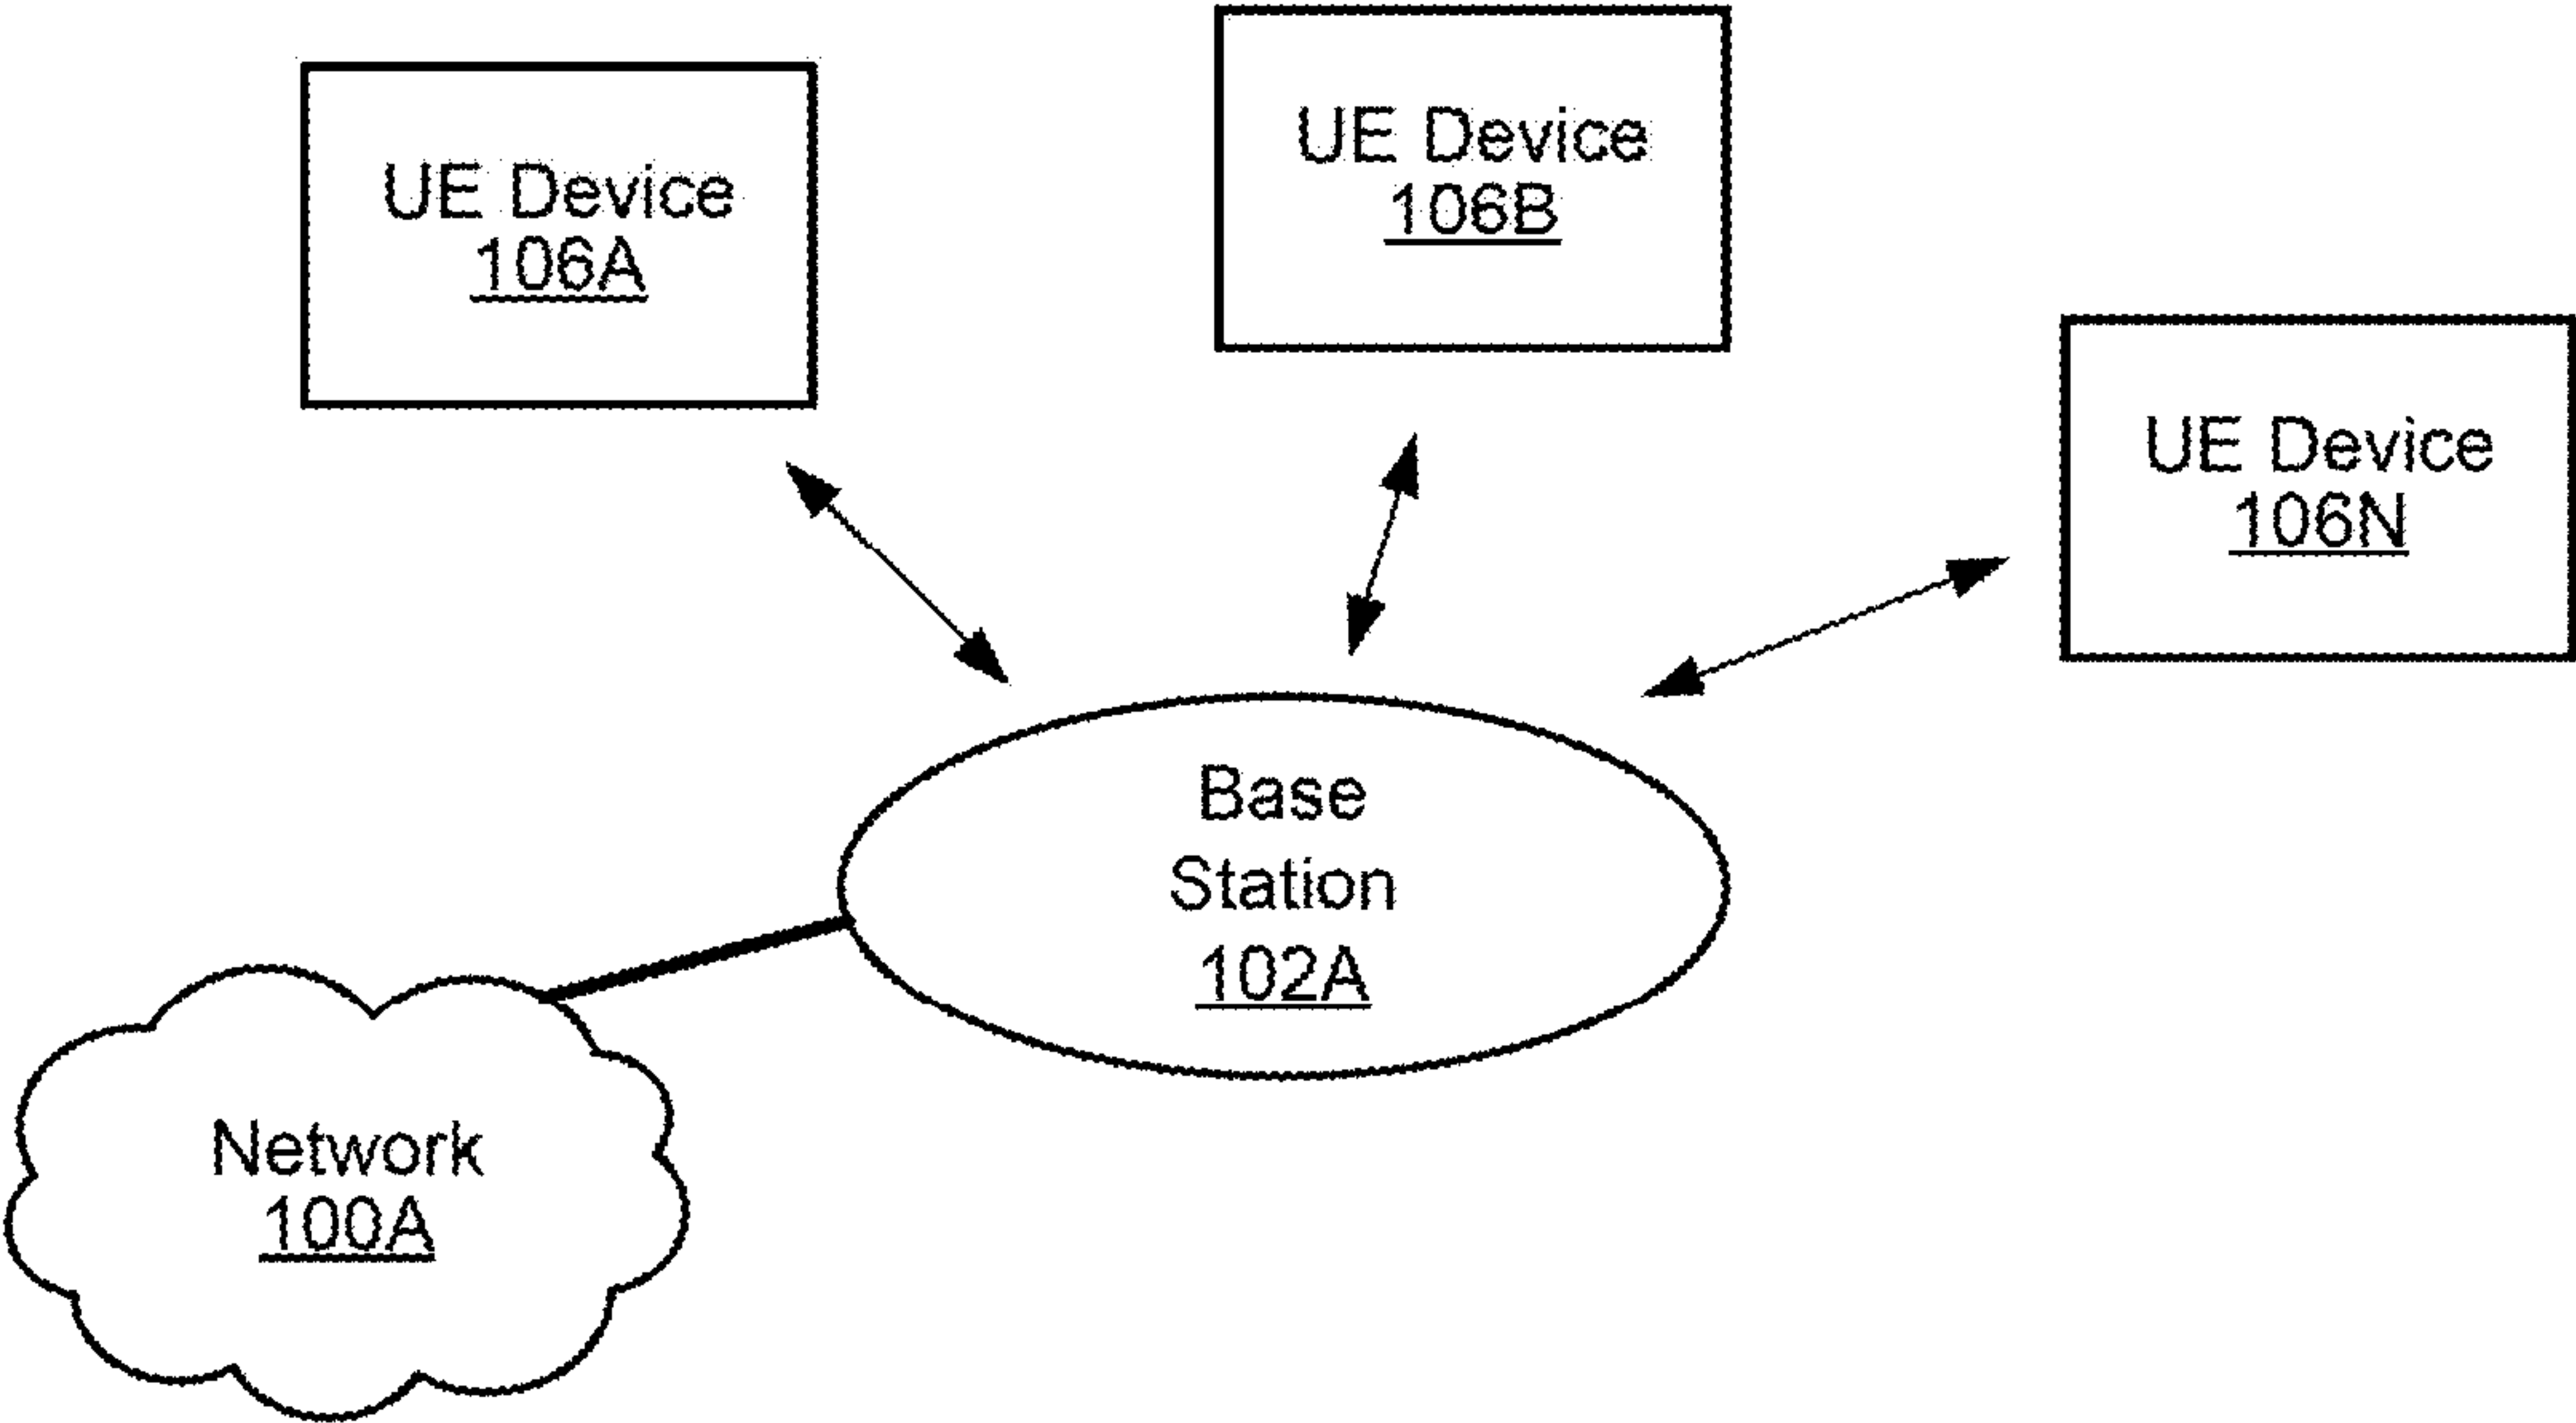 UE Device
106A
UE Device
106B
UE Device
106N
Base
Station
102A
Network
100A